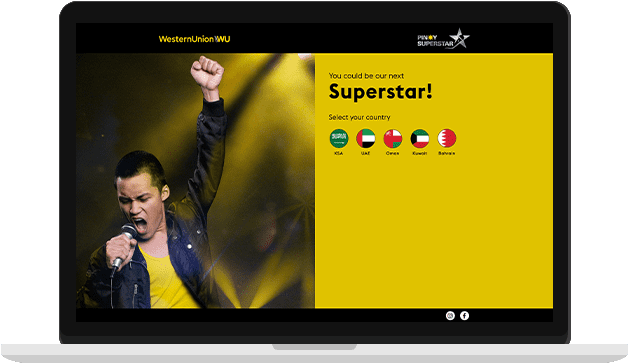 WesternUnion WU
PINOY
SUPERSTAR
You could be our next
Superstar!
Select your country
KSA UAE Oman Kuwait Bahrain